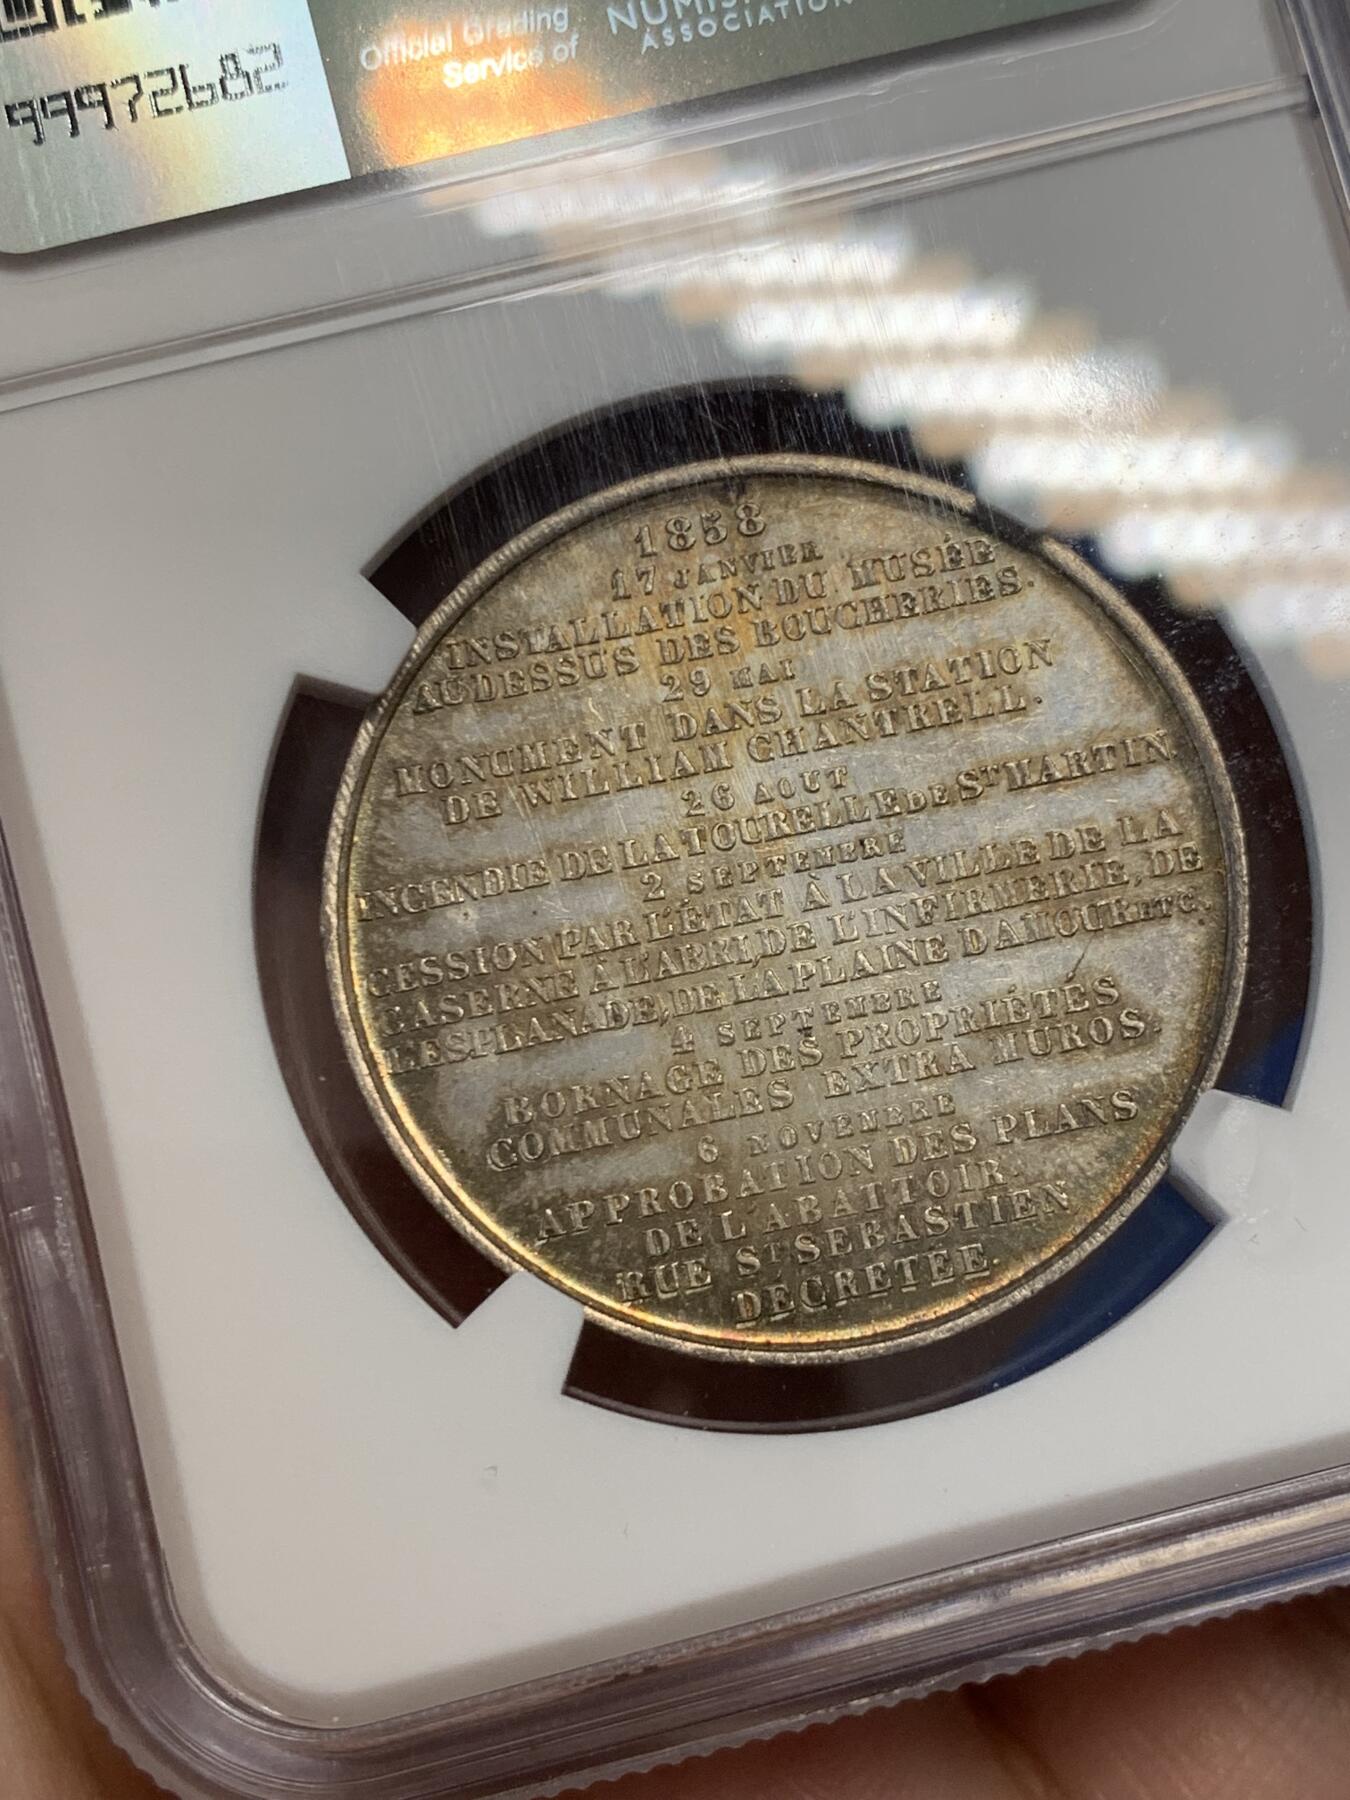 99972682
Official Grading
Service of
ASSOCIATION
1858
17 JANVIER
INSTALLATION DU MUSÉE
AUDESSUS DES BOUCHERIES.
29 MAI
MONUMENT DANS LA STATION
DE WILLIAM CHANTRELL.
26 AOUT
INCENDIE DE LA TOURELLE DE ST MARTIN.
2 SEPTEMBRE
CESSION PAR L'ÉTAT À LA VILLE DE LA
CASERNE À L'ABRI, DE L'INFIRMERIE, DE
L'ESPLANADE, DE LA PLAINE D'AMOUR ETC.
4 SEPTEMBRE
BORNAGE DES PROPRIÉTÉS
COMMUNALES EXTRA MUROS.
6 NOVEMBRE
APPROBATION DES PLANS
DE L'ABATTOIR.
RUE ST SEBASTIEN
DÉCRETÉE.